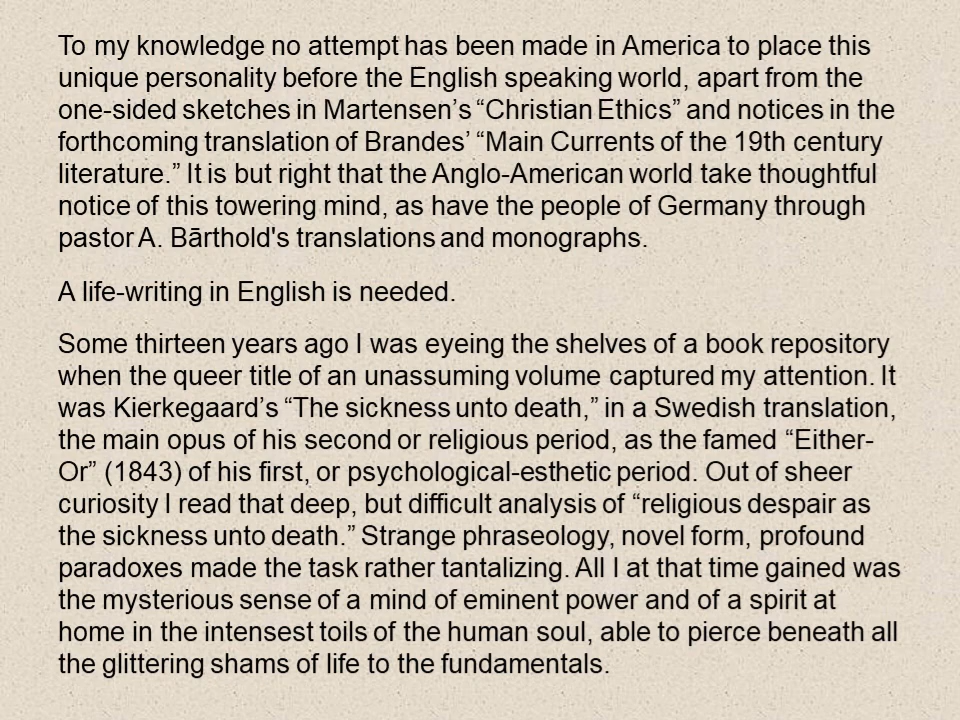 To my knowledge no attempt has been made in America to place this
unique personality before the English speaking world, apart from the
one-sided sketches in Martensen’s “Christian Ethics” and notices in the
forthcoming translation of Brandes’ “Main Currents of the 19th century
literature.” It is but right that the Anglo-American world take thoughtful
notice of this towering mind, as have the people of Germany through
pastor A. Bārthold's translations and monographs.
A life-writing in English is needed.
Some thirteen years ago I was eyeing the shelves of a book repository
when the queer title of an unassuming volume captured my attention. It
was Kierkegaard’s “The sickness unto death,” in a Swedish translation,
the main opus of his second or religious period, as the famed “Either-
Or” (1843) of his first, or psychological-esthetic period. Out of sheer
curiosity I read that deep, but difficult analysis of “religious despair as
the sickness unto death.” Strange phraseology, novel form, profound
paradoxes made the task rather tantalizing. All I at that time gained was
the mysterious sense of a mind of eminent power and of a spirit at
home in the intensest toils of the human soul, able to pierce beneath all
the glittering shams of life to the fundamentals.